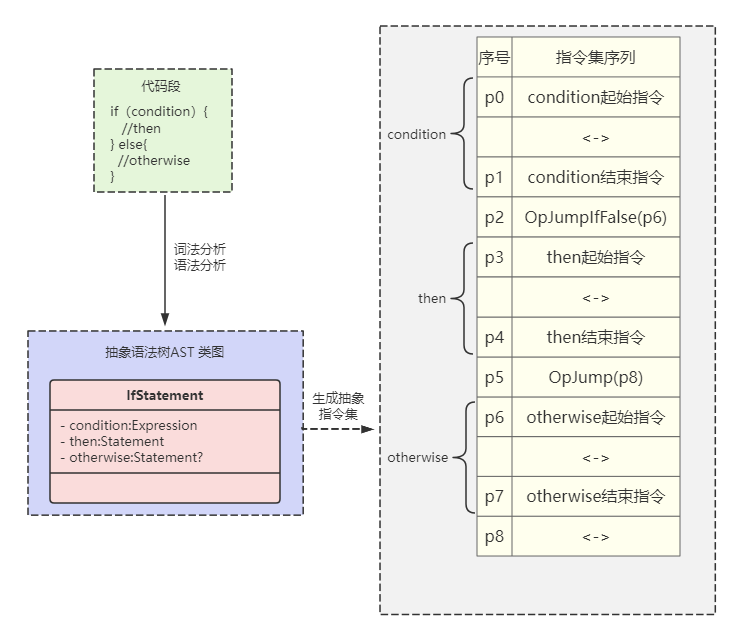 代码段
if（condition）{
//then
} else{
//otherwise
}
词法分析
语法分析
抽象语法树AST 类图
IfStatement
- condition:Expression
- then:Statement
- otherwise:Statement?
生成抽象
指令集
condition
then
otherwise
序号 指令集序列
p0 condition起始指令
<->
p1 condition结束指令
p2 OpJumpIfFalse(p6)
p3 then起始指令
<->
p4 then结束指令
p5 OpJump(p8)
p6 otherwise起始指令
<->
p7 otherwise结束指令
p8 <->